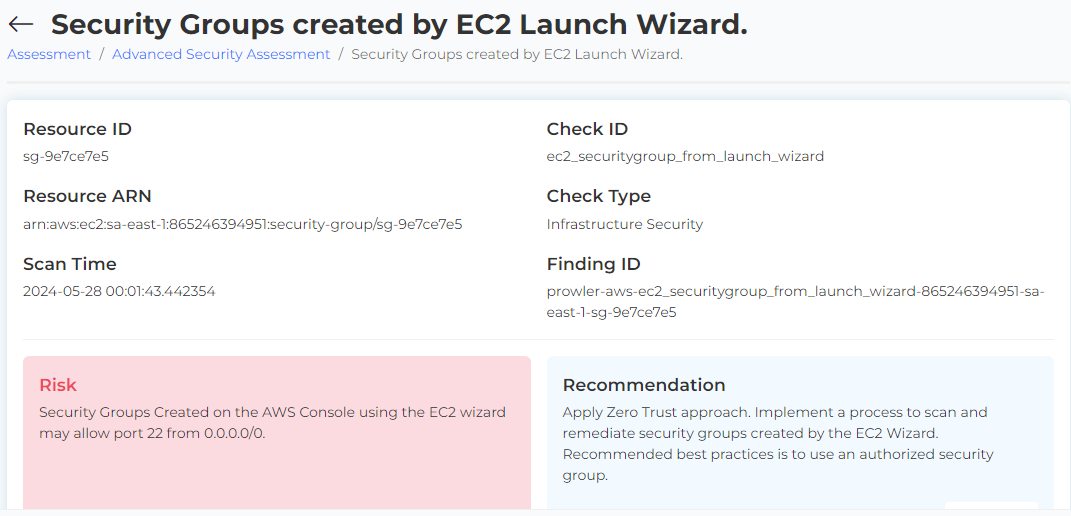 Security Groups created by EC2 Launch Wizard.
Assessment / Advanced Security Assessment / Security Groups created by EC2 Launch Wizard.
Resource ID
sg-9e7ce7e5
Check ID
ec2_securitygroup_from_launch_wizard
Resource ARN
arn:aws:ec2:sa-east-1:865246394951:security-group/sg-9e7ce7e5
Check Type
Infrastructure Security
Scan Time
2024-05-28 00:01:43.442354
Finding ID
prowler-aws-ec2_securitygroup_from_launch_wizard-865246394951-sa-
east-1-sg-9e7ce7e5
Risk
Security Groups Created on the AWS Console using the EC2 wizard
may allow port 22 from 0.0.0.0/0.
Recommendation
Apply Zero Trust approach. Implement a process to scan and
remediate security groups created by the EC2 Wizard.
Recommended best practices is to use an authorized security
group.